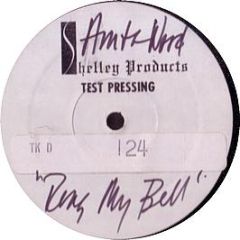 Anita Ward
Shelley Products
TEST PRESSING
TK D 124
"Ring My Bell".